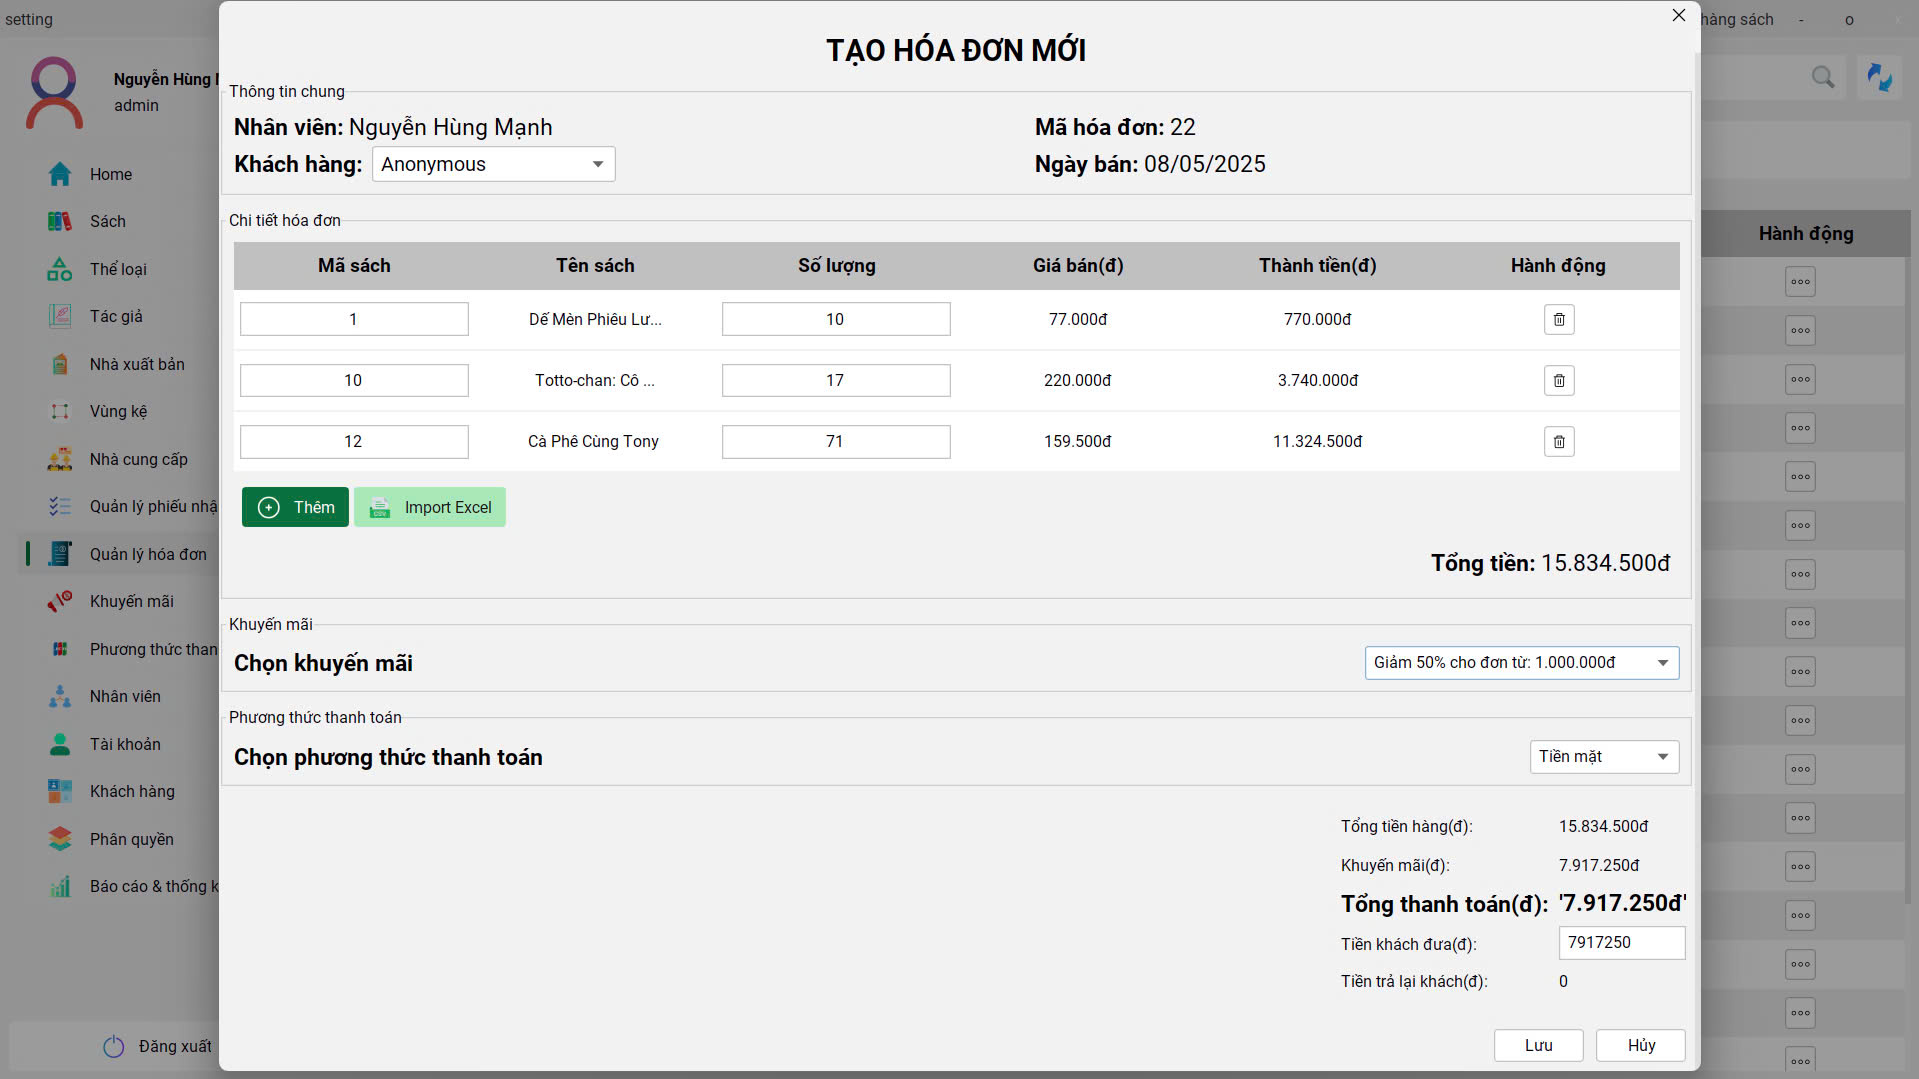 setting
hàng sách - o x
Nguyễn Hùng M
admin
Home
Sách
Thể loại
Tác giả
Nhà xuất bản
Vùng kệ
Nhà cung cấp
Quản lý phiếu nhậ
Quản lý hóa đơn
Khuyến mãi
Phương thức than
Nhân viên
Tài khoản
Khách hàng
Phân quyền
Báo cáo & thống k
Đăng xuất
TẠO HÓA ĐƠN MỚI
Thông tin chung
Nhân viên: Nguyễn Hùng Mạnh
Mã hóa đơn: 22
Khách hàng: Anonymous
Ngày bán: 08/05/2025
Chi tiết hóa đơn
Mã sách Tên sách Số lượng Giá bán(đ) Thành tiền(đ) Hành động
1 Dế Mèn Phiêu Lư... 10 77.000đ 770.000đ
10 Totto-chan: Cô ... 17 220.000đ 3.740.000đ
12 Cà Phê Cùng Tony 71 159.500đ 11.324.500đ
Thêm
CSV Import Excel
Tổng tiền: 15.834.500đ
Khuyến mãi
Chọn khuyến mãi
Giảm 50% cho đơn từ: 1.000.000đ
Phương thức thanh toán
Chọn phương thức thanh toán
Tiền mặt
Tổng tiền hàng(đ): 15.834.500đ
Khuyến mãi(đ): 7.917.250đ
Tổng thanh toán(đ): '7.917.250đ'
Tiền khách đưa(đ): 7917250
Tiền trả lại khách(đ): 0
Lưu
Hủy
Hành động